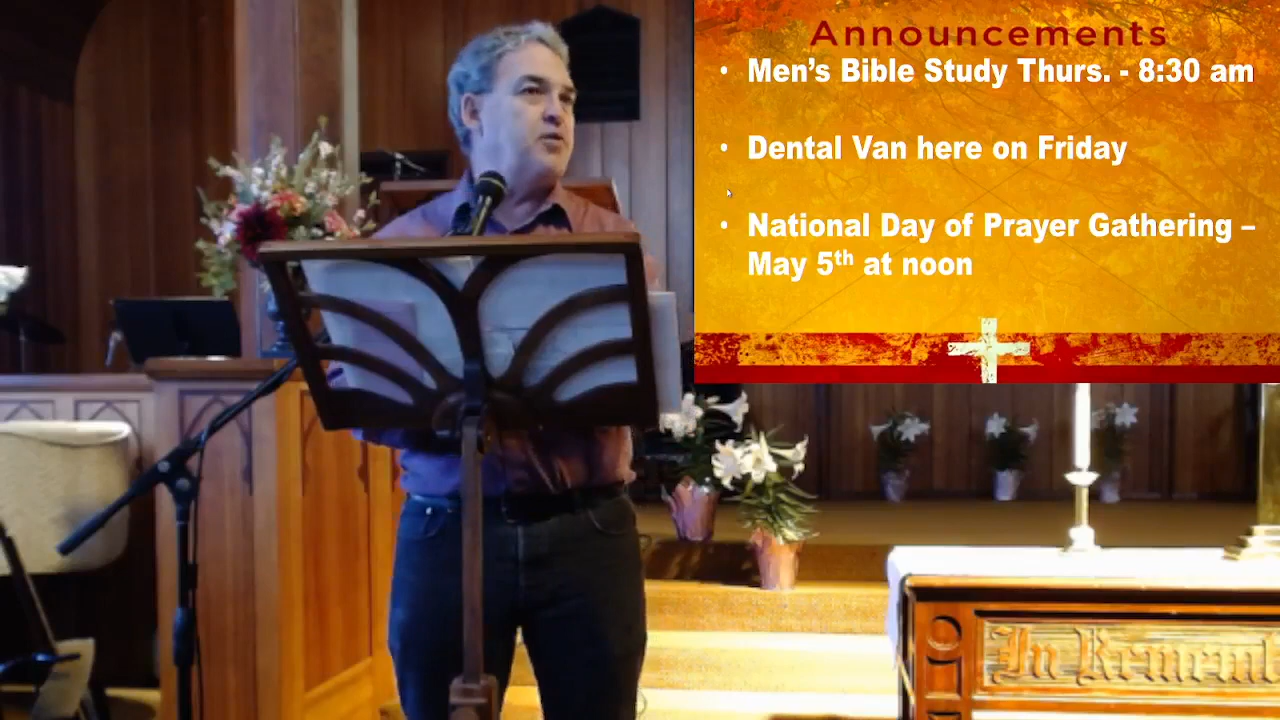 Announcements
• Men's Bible Study Thurs. - 8:30 am
• Dental Van here on Friday
• National Day of Prayer Gathering –
May 5th at noon
In